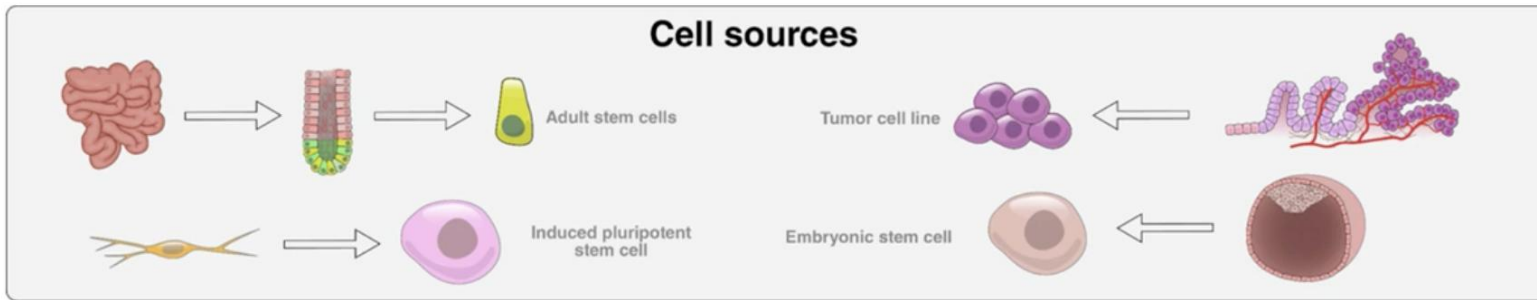 Cell sources
Adult stem cells
Tumor cell line
Induced pluripotent
stem cell
Embryonic stem cell